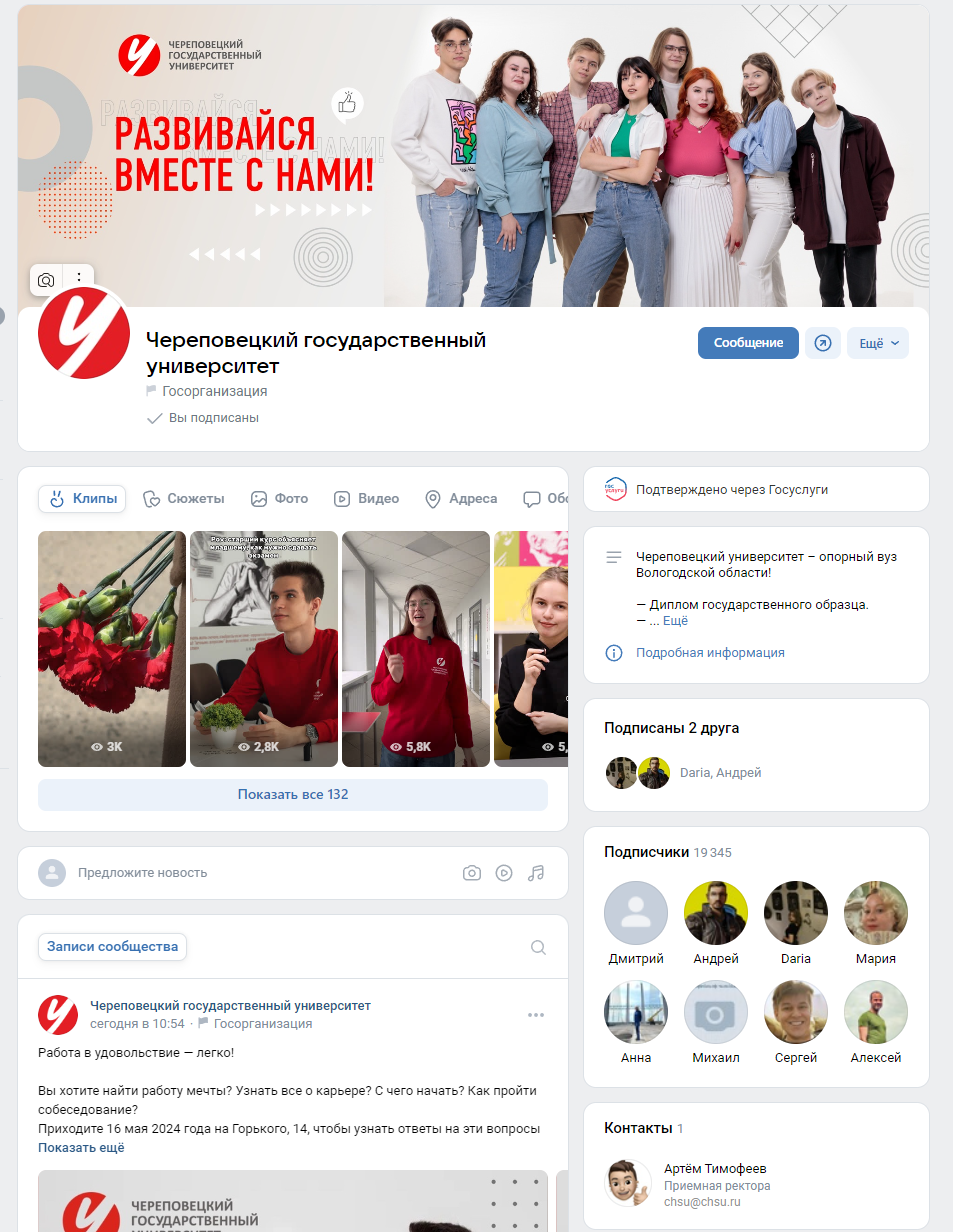 ЧЕРЕПОВЕЦКИЙ
ГОСУДАРСТВЕННЫЙ
УНИВЕРСИТЕТ
РАЗВИВАЙСЯ
ВМЕСТЕ С НАМИ!
РАЗВИВАЙСЯ
ВМЕСТЕ С НАМИ!
Череповецкий государственный
университет
Госорганизация
Вы подписаны
Сообщение
Ещё
Клипы
Сюжеты
Фото
Видео
Адреса
Обс
Pov: старший курс объясняет
младшему, как нужно сдавать
экзамен
3K
2,8K
5,8K
5,
Показать все 132
Предложите новость
Записи сообщества
Череповецкий государственный университет
сегодня в 10:54 · Госорганизация
Работа в удовольствие — легко!
Вы хотите найти работу мечты? Узнать все о карьере? С чего начать? Как пройти
собеседование?
Приходите 16 мая 2024 года на Горького, 14, чтобы узнать ответы на эти вопросы
Показать ещё
ЧЕРЕПОВЕЦКИЙ
ГОСУДАРСТВЕННЫЙ
УНИВЕРСИТЕТ
гос
услуги
Подтверждено через Госуслуги
Череповецкий университет – опорный вуз
Вологодской области!
— Диплом государственного образца.
— ... Ещё
Подробная информация
Подписаны 2 друга
Daria, Андрей
Подписчики 19 345
Дмитрий
Андрей
Daria
Мария
Анна
Михаил
Сергей
Алексей
Контакты 1
Артём Тимофеев
Приемная ректора
chsu@chsu.ru